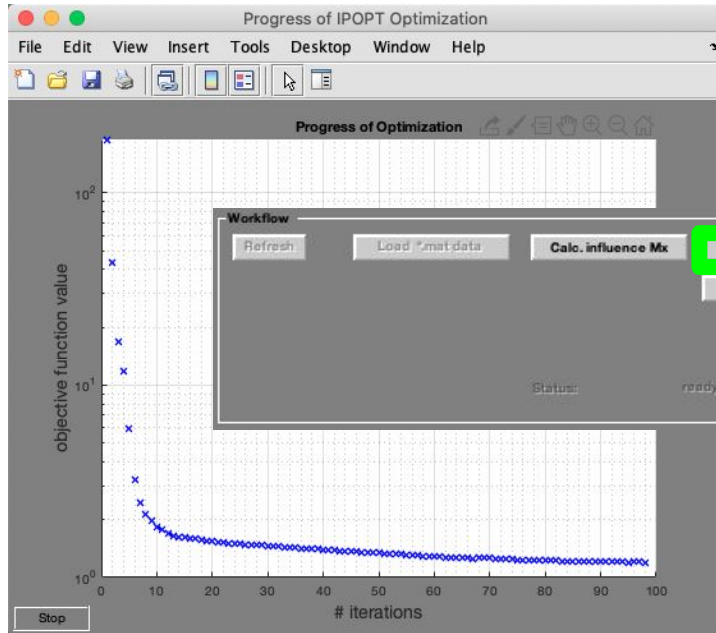 Progress of IPOPT Optimization
File Edit View Insert Tools Desktop Window Help
Progress of Optimization
10²
10¹
10⁰
objective function value
Workflow
Refresh Load *.mat data Calc. influence Mx
Status: ready
0 10 20 30 40 50 60 70 80 90 100
# iterations
Stop